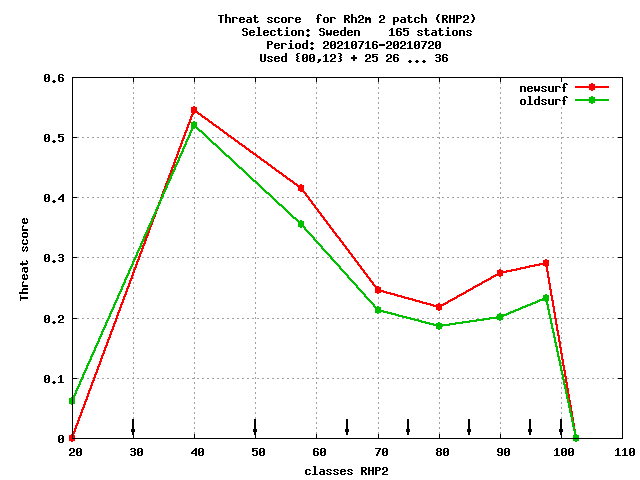 Threat score  for Rh2m 2 patch (RHP2)
Selection: Sweden    165 stations
Period: 20210716-20210720
Used {00,12} + 25 26 ... 36
newsurf
oldsurf
0.6
0.5
0.4
0.3
0.2
0.1
0
Threat score
20 30 40 50 60 70 80 90 100 110
classes RHP2